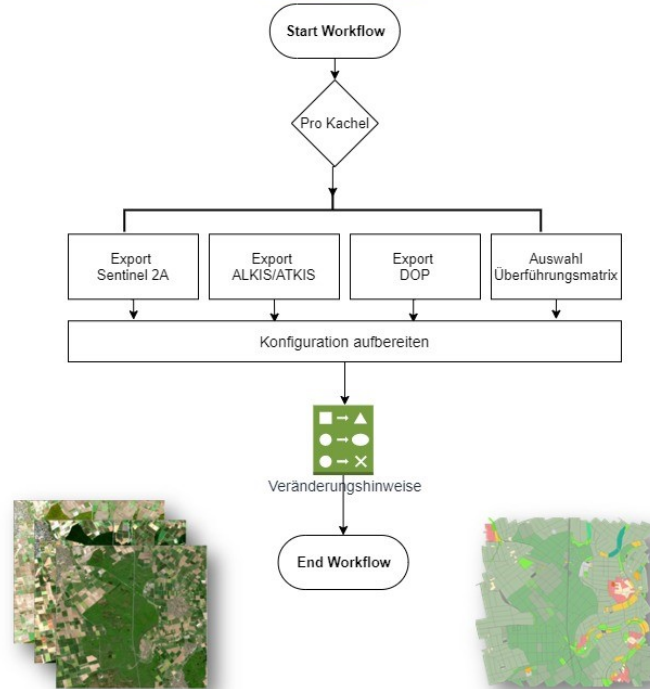 Start Workflow
Pro Kachel
Export
Sentinel 2A
Export
ALKIS/ATKIS
Export
DOP
Auswahl
Überführungsmatrix
Konfiguration aufbereiten
Veränderungshinweise
End Workflow